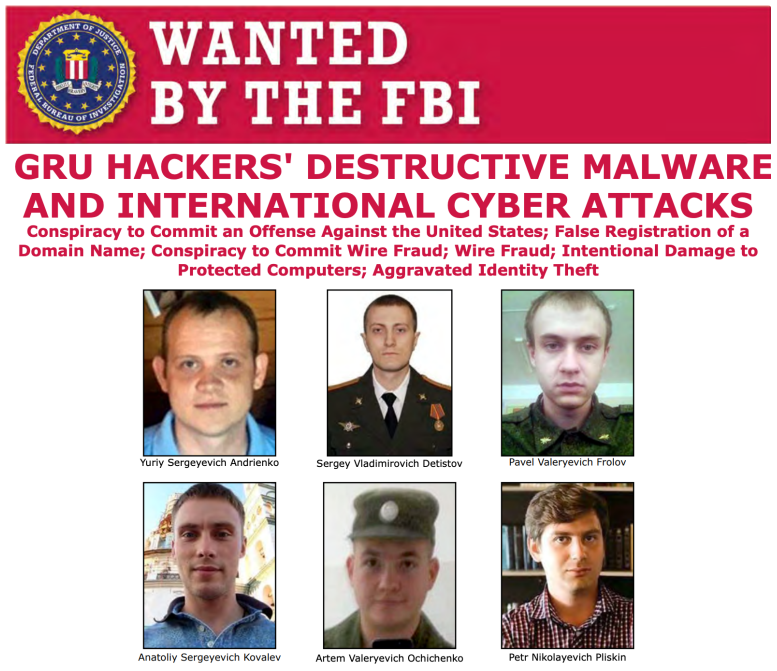 DEPARTMENT OF JUSTICE
FEDERAL BUREAU OF INVESTIGATION
WANTED
BY THE FBI
GRU HACKERS' DESTRUCTIVE MALWARE
AND INTERNATIONAL CYBER ATTACKS
Conspiracy to Commit an Offense Against the United States; False Registration of a
Domain Name; Conspiracy to Commit Wire Fraud; Wire Fraud; Intentional Damage to
Protected Computers; Aggravated Identity Theft
Yuriy Sergeyevich Andrienko
Sergey Vladimirovich Detistov
Pavel Valeryevich Frolov
Anatoliy Sergeyevich Kovalev
Artem Valeryevich Ochichenko
Petr Nikolayevich Pliskin